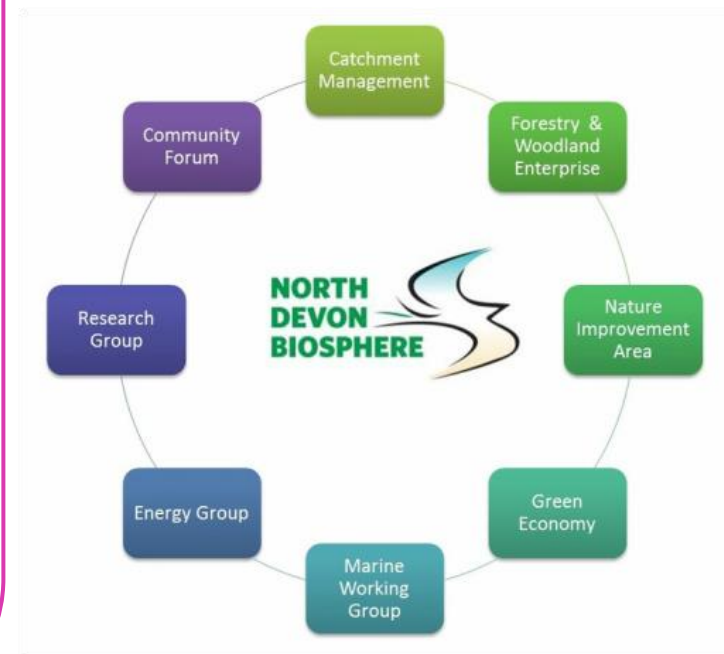 Catchment
Management
Forestry &
Woodland
Enterprise
Nature
Improvement
Area
Green
Economy
Marine
Working
Group
Energy Group
Research
Group
Community
Forum
NORTH
DEVON
BIOSPHERE